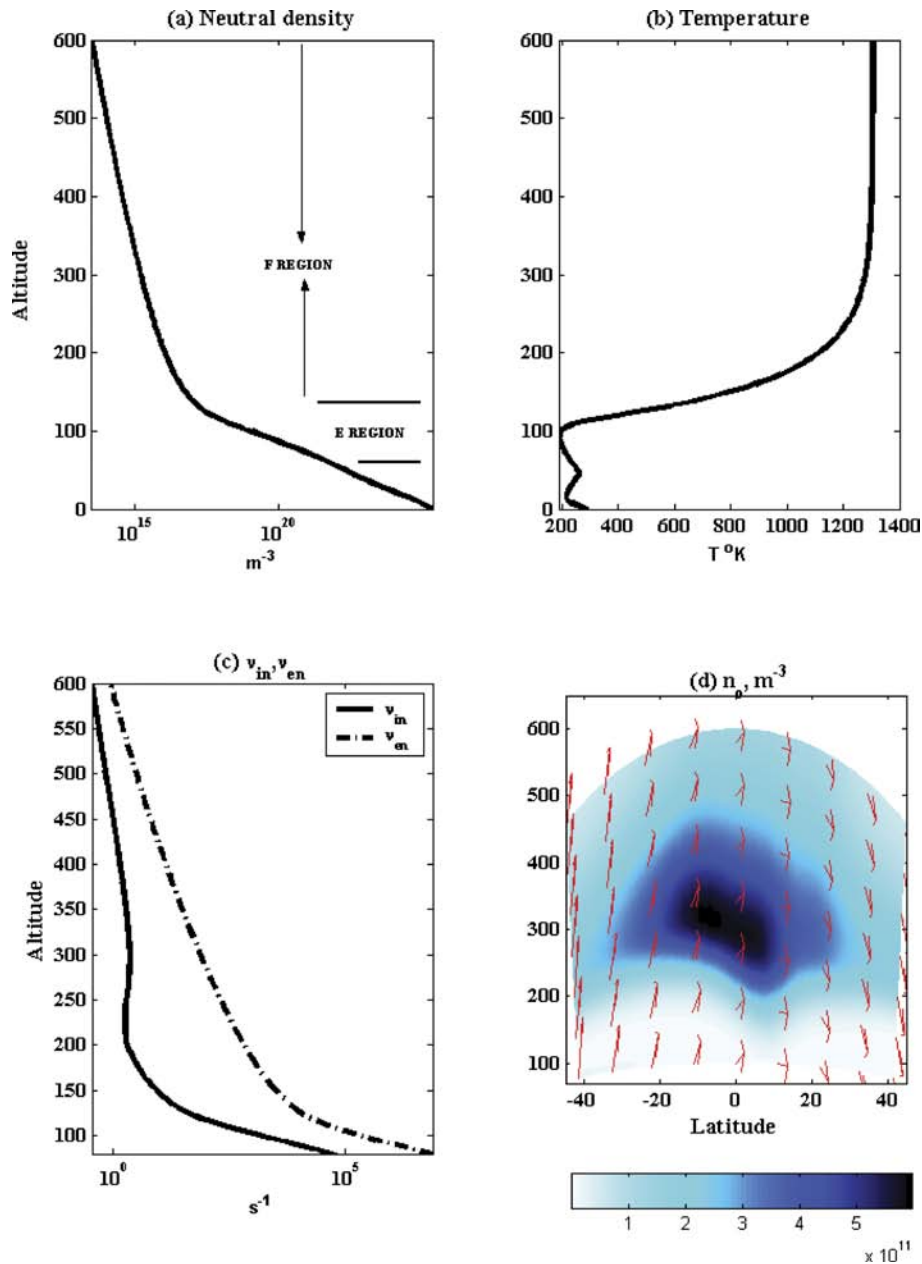 (a) Neutral density
600
500
400
300
200
100
0
Altitude
F REGION
E REGION
10^15
10^20
m^-3
(b) Temperature
600
500
400
300
200
100
0
200 400 600 800 1000 1200 1400
T °K
(c) ν_in, ν_en
600
550
500
450
400
350
300
250
200
150
100
Altitude
ν_in
ν_en
10^0
10^5
s^-1
(d) n_o, m^-3
600
500
400
300
200
100
-40 -20 0 20 40
Latitude
1 2 3 4 5
x 10^11